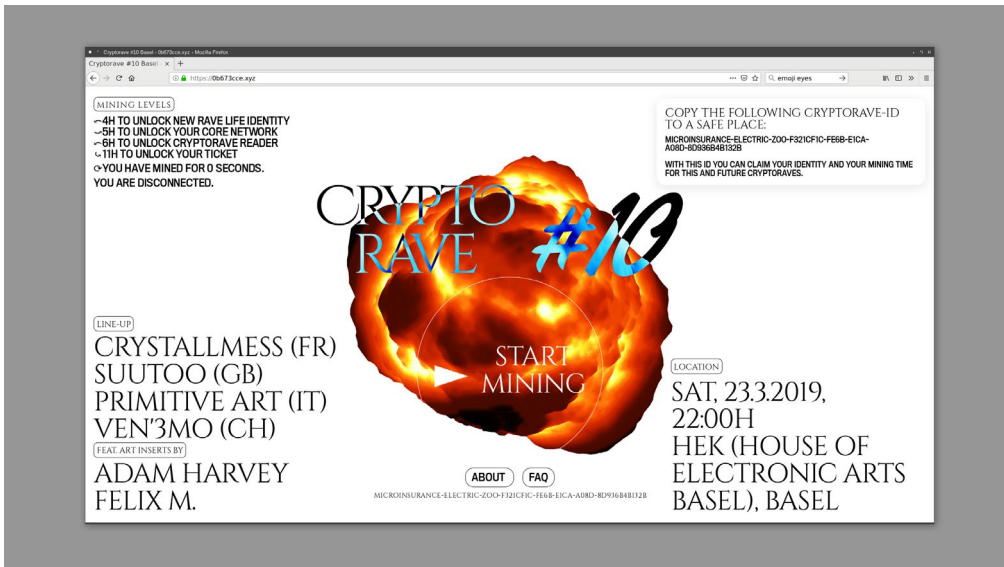 Cryptorave #10 Basel - 0b673cce.xyz - Mozilla Firefox
Cryptorave #10 Basel
https://0b673cce.xyz
emoji eyes
MINING LEVELS
4H TO UNLOCK NEW RAVE LIFE IDENTITY
5H TO UNLOCK YOUR CORE NETWORK
6H TO UNLOCK CRYPTORAVE READER
11H TO UNLOCK YOUR TICKET
YOU HAVE MINED FOR 0 SECONDS.
YOU ARE DISCONNECTED.
COPY THE FOLLOWING CRYPTORAVE-ID
TO A SAFE PLACE:
MICROINSURANCE-ELECTRIC-ZOO-F321CF1C-FE6B-E1CA-
A08D-8D936B4B132B
WITH THIS ID YOU CAN CLAIM YOUR IDENTITY AND YOUR MINING TIME
FOR THIS AND FUTURE CRYPTORAVES.
CRYPTO
RAVE #10
START
MINING
LINE-UP
CRYSTALLMESS (FR)
SUUTOO (GB)
PRIMITIVE ART (IT)
VEN'3MO (CH)
FEAT. ART INSERTS BY
ADAM HARVEY
FELIX M.
LOCATION
SAT, 23.3.2019,
22:00H
HEK (HOUSE OF
ELECTRONIC ARTS
BASEL), BASEL
ABOUT FAQ
MICROINSURANCE-ELECTRIC-ZOO-F321CF1C-FE6B-E1CA-A08D-8D936B4B132B